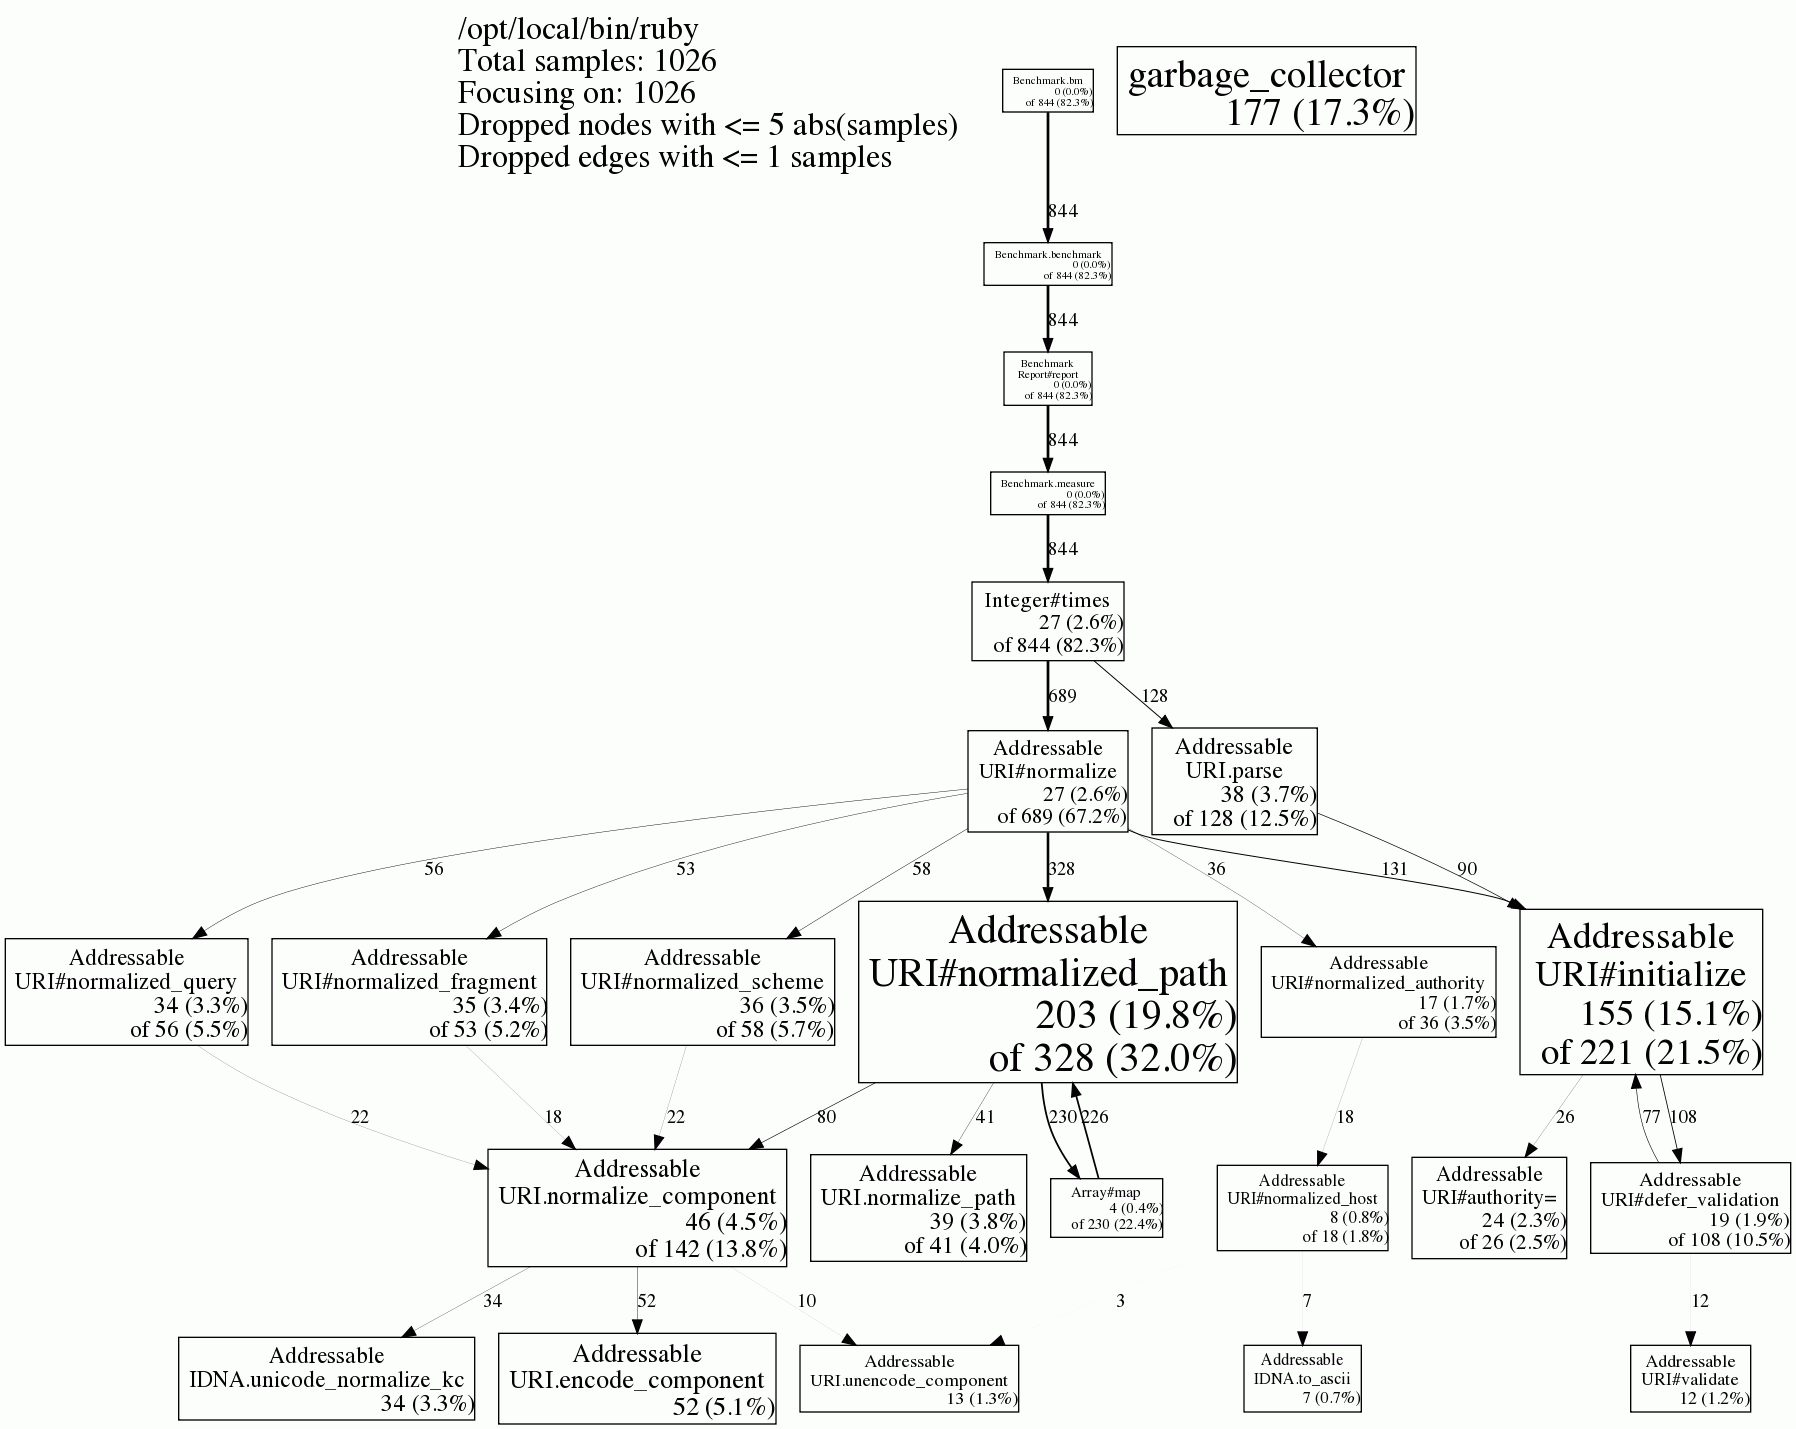 /opt/local/bin/ruby
Total samples: 1026
Focusing on: 1026
Dropped nodes with <= 5 abs(samples)
Dropped edges with <= 1 samples
Benchmark.bm
0 (0.0%)
of 844 (82.3%)
garbage_collector
177 (17.3%)
844
Benchmark.benchmark
0 (0.0%)
of 844 (82.3%)
844
Benchmark
Report#report
0 (0.0%)
of 844 (82.3%)
844
Benchmark.measure
0 (0.0%)
of 844 (82.3%)
844
Integer#times
27 (2.6%)
of 844 (82.3%)
689
128
Addressable
URI#normalize
27 (2.6%)
of 689 (67.2%)
Addressable
URI.parse
38 (3.7%)
of 128 (12.5%)
56
53
58
328
36
131
90
Addressable
URI#normalized_query
34 (3.3%)
of 56 (5.5%)
Addressable
URI#normalized_fragment
35 (3.4%)
of 53 (5.2%)
Addressable
URI#normalized_scheme
36 (3.5%)
of 58 (5.7%)
Addressable
URI#normalized_path
203 (19.8%)
of 328 (32.0%)
Addressable
URI#normalized_authority
17 (1.7%)
of 36 (3.5%)
Addressable
URI#initialize
155 (15.1%)
of 221 (21.5%)
22
18
22
80
41
230
226
18
26
77
108
Addressable
URI.normalize_component
46 (4.5%)
of 142 (13.8%)
Addressable
URI.normalize_path
39 (3.8%)
of 41 (4.0%)
Array#map
4 (0.4%)
of 230 (22.4%)
Addressable
URI#normalized_host
8 (0.8%)
of 18 (1.8%)
Addressable
URI#authority=
24 (2.3%)
of 26 (2.5%)
Addressable
URI#defer_validation
19 (1.9%)
of 108 (10.5%)
34
52
10
3
7
12
Addressable
IDNA.unicode_normalize_kc
34 (3.3%)
Addressable
URI.encode_component
52 (5.1%)
Addressable
URI.unencode_component
13 (1.3%)
Addressable
IDNA.to_ascii
7 (0.7%)
Addressable
URI#validate
12 (1.2%)